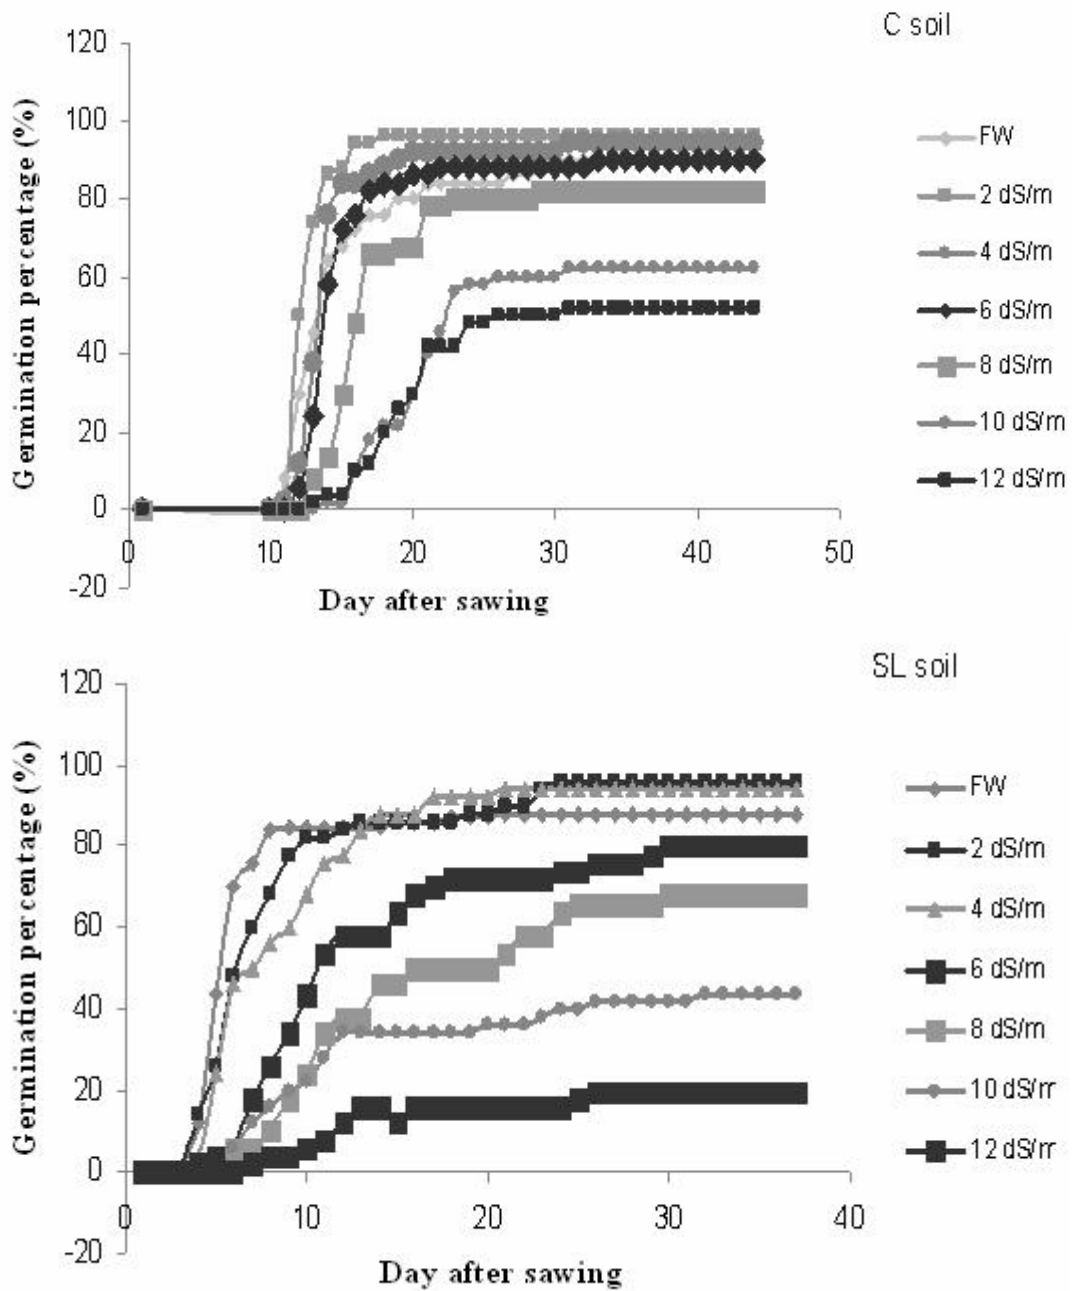 C soil
120
100
80
60
40
20
0
-20
Germination percentage (%)
0 10 20 30 40 50
Day after sawing
FW
2 dS/m
4 dS/m
6 dS/m
8 dS/m
10 dS/m
12 dS/m
SL soil
120
100
80
60
40
20
0
-20
Germination percentage (%)
0 10 20 30 40
Day after sawing
FW
2 dS/m
4 dS/m
6 dS/m
8 dS/m
10 dS/rr
12 dS/rr